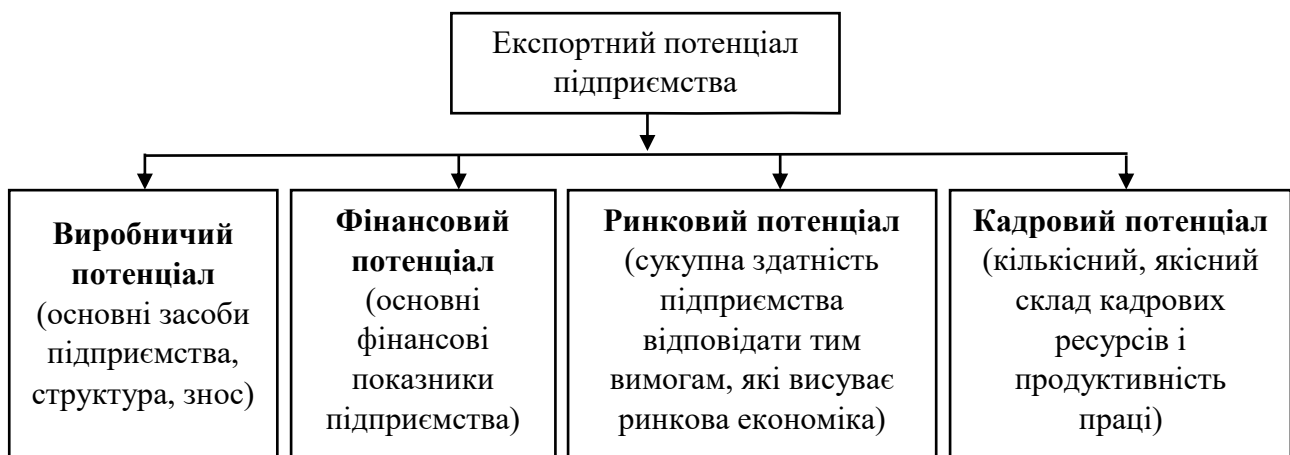 Експортний потенціал
підприємства
Виробничий
потенціал
(основні засоби
підприємства,
структура, знос)
Фінансовий
потенціал
(основні
фінансові
показники
підприємства)
Ринковий потенціал
(сукупна здатність
підприємства
відповідати тим
вимогам, які висуває
ринкова економіка)
Кадровий потенціал
(кількісний, якісний
склад кадрових
ресурсів і
продуктивність
праці)